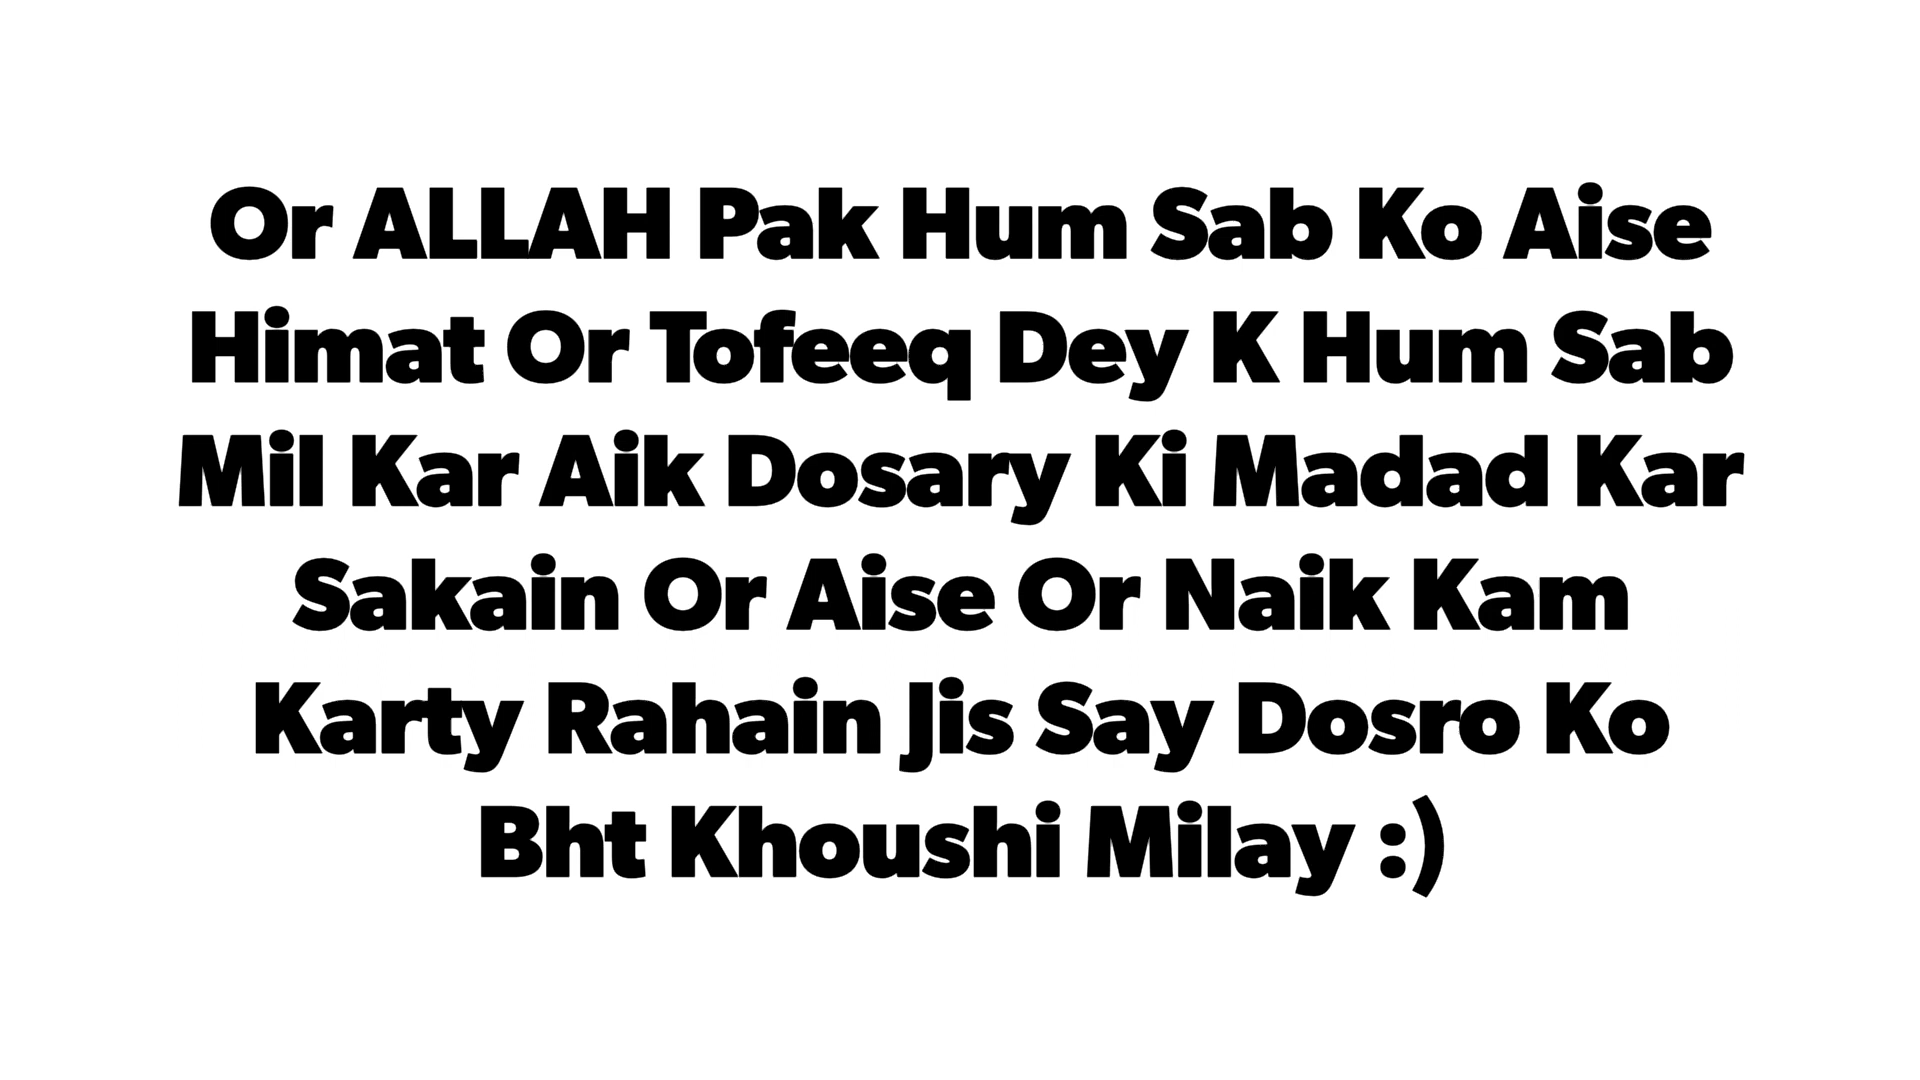 Or ALLAH Pak Hum Sab Ko Aise
Himat Or Tofeeq Dey K Hum Sab
Mil Kar Aik Dosary Ki Madad Kar
Sakain Or Aise Or Naik Kam
Karty Rahain Jis Say Dosro Ko
Bht Khoushi Milay :)